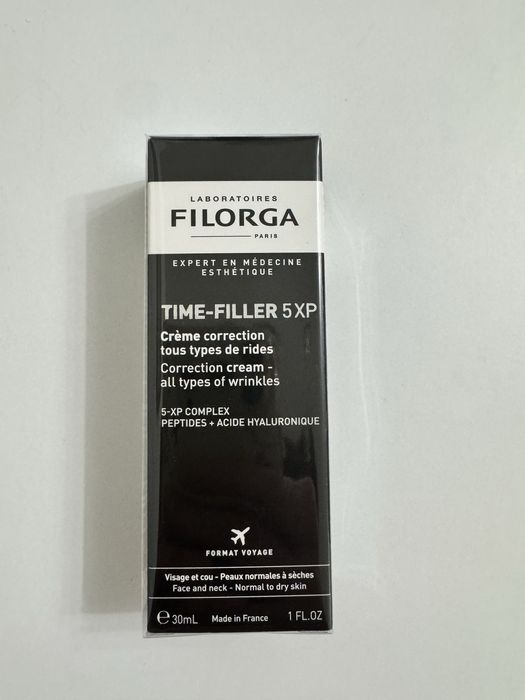 LABORATOIRES
FILORGA
PARIS
EXPERT EN MÉDECINE
ESTHÉTIQUE
TIME-FILLER 5XP
Crème correction
tous types de rides
Correction cream -
all types of wrinkles
5-XP COMPLEX
PEPTIDES + ACIDE HYALURONIQUE
FORMAT VOYAGE
Visage et cou - Peaux normales à sèches
Face and neck - Normal to dry skin
℮ 30mL Made in France 1 FL.OZ